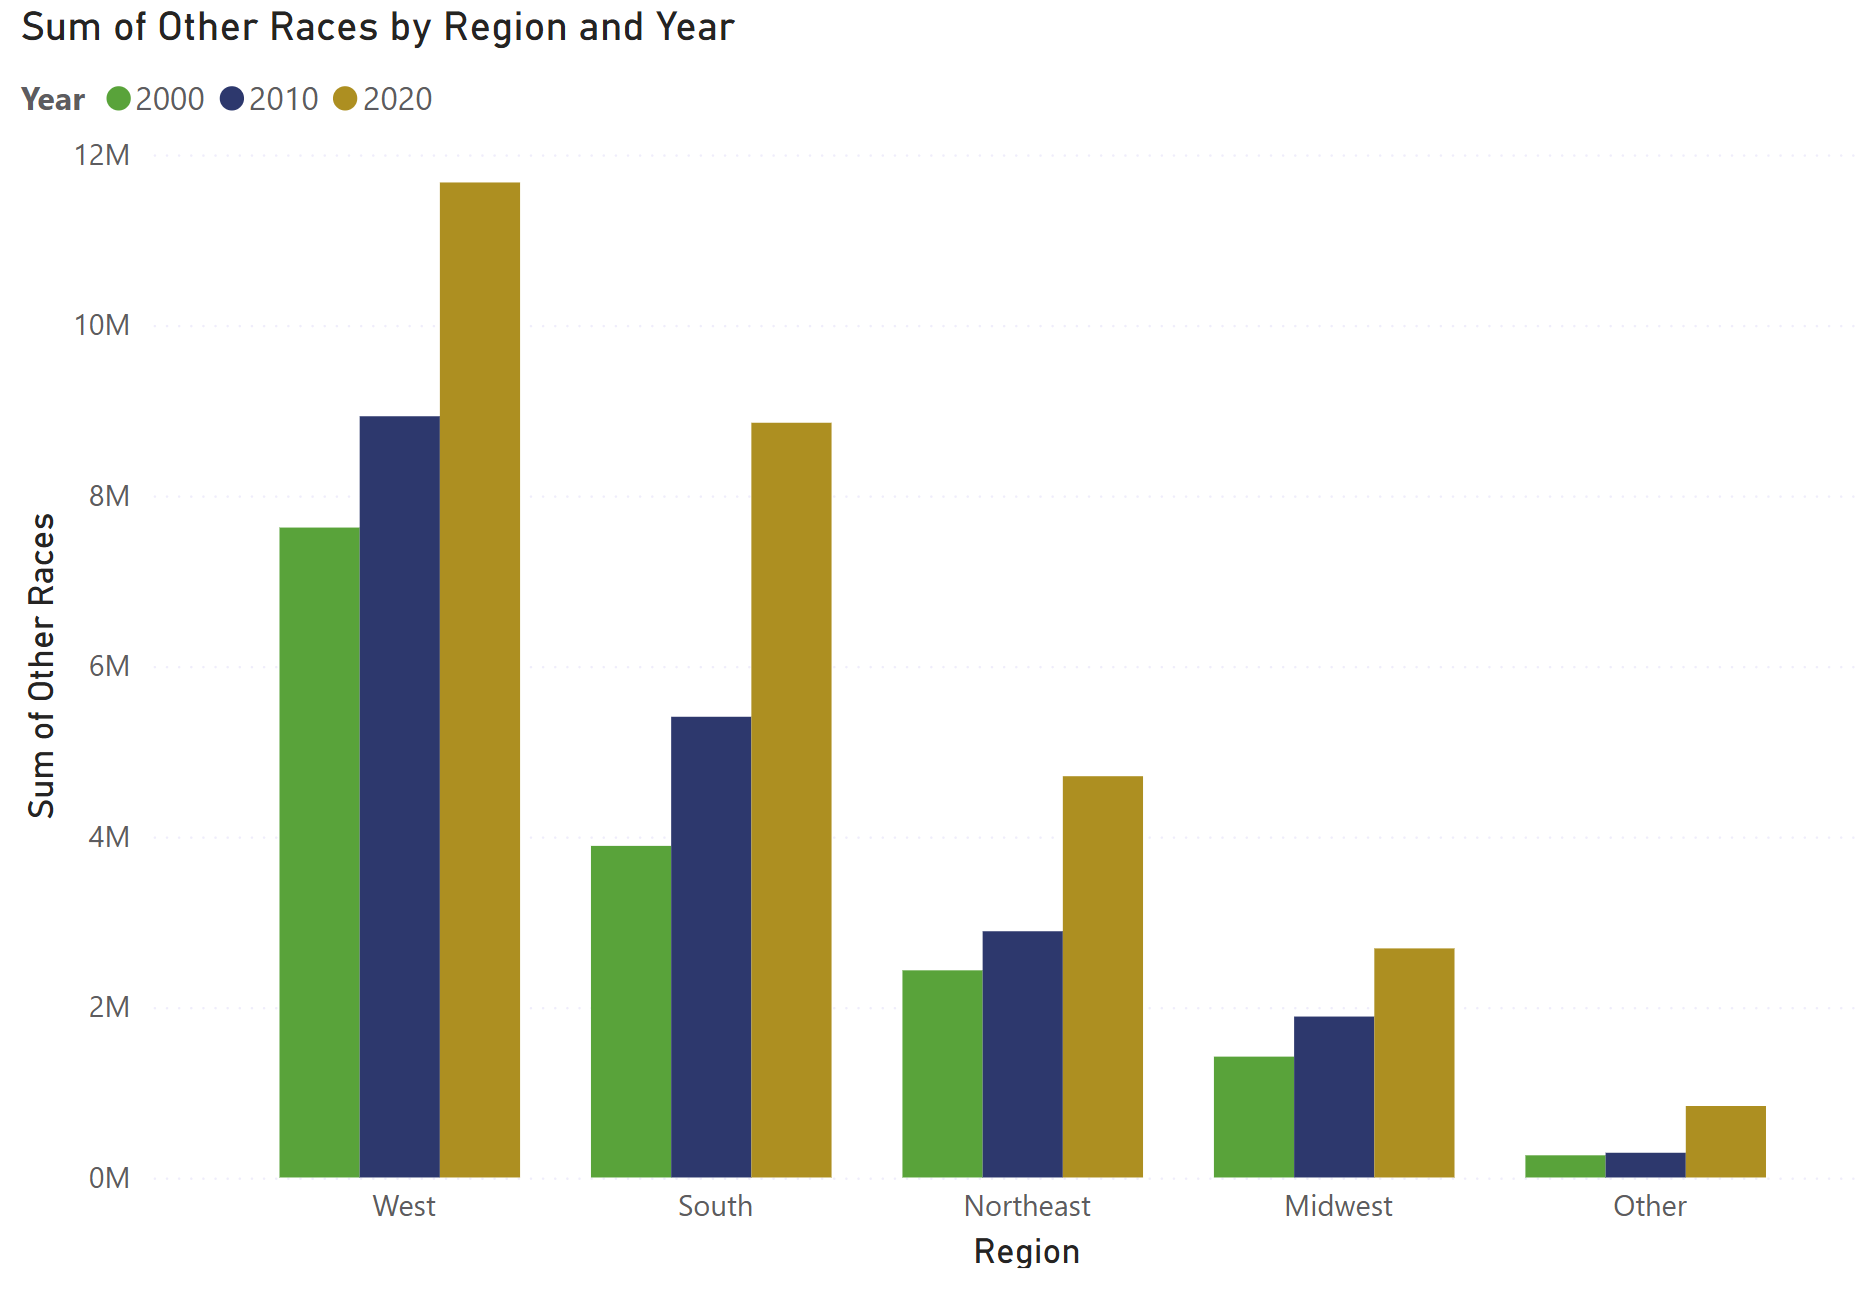 Sum of Other Races by Region and Year
Year 2000 2010 2020
12M
10M
8M
6M
4M
2M
0M
Sum of Other Races
West South Northeast Midwest Other
Region